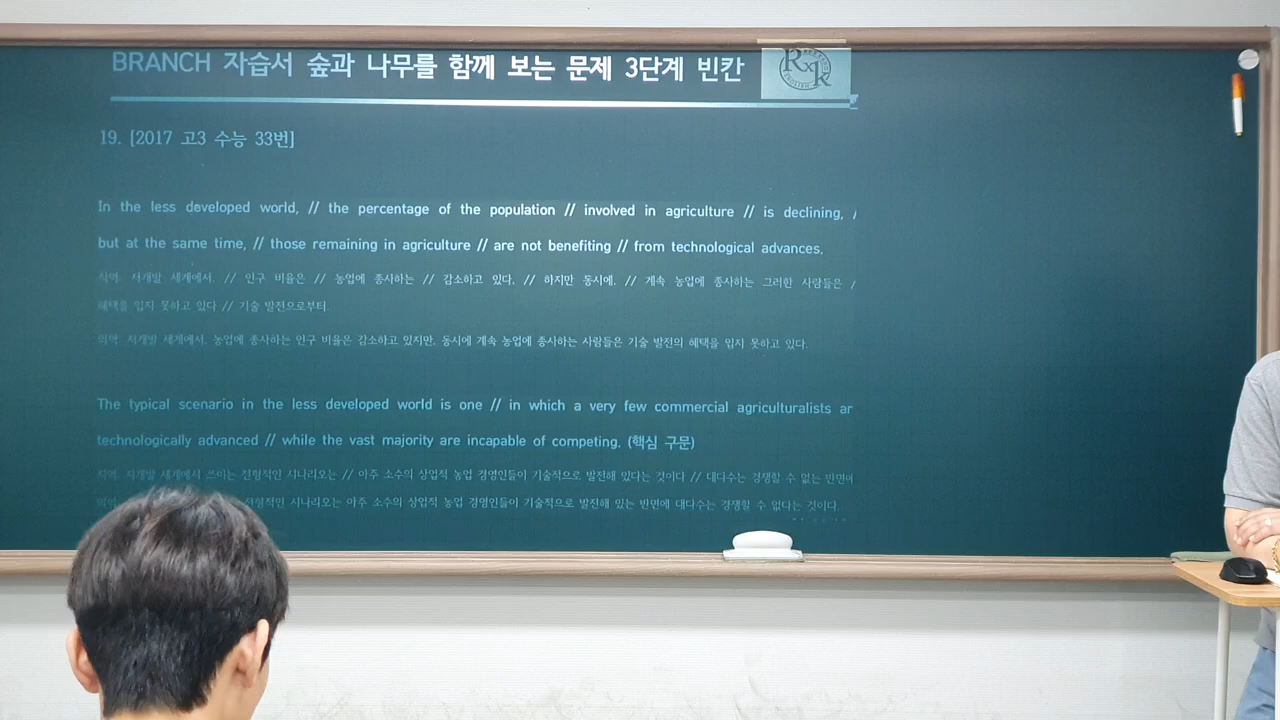 BRANCH 자습서 숲과 나무를 함께 보는 문제 3단계 빈칸
RxK
ENGLISH
19. [2017 고3 수능 33번]
In the less developed world, // the percentage of the population // involved in agriculture // is declining, /
but at the same time, // those remaining in agriculture // are not benefiting // from technological advances.
직역. 저개발 세계에서. // 인구 비율은 // 농업에 종사하는 // 감소하고 있다. // 하지만 동시에. // 계속 농업에 종사하는 그러한 사람들은 /
혜택을 입지 못하고 있다 // 기술 발전으로부터.
의역. 저개발 세계에서. 농업에 종사하는 인구 비율은 감소하고 있지만, 동시에 계속 농업에 종사하는 사람들은 기술 발전의 혜택을 입지 못하고 있다.
The typical scenario in the less developed world is one // in which a very few commercial agriculturalists ar
technologically advanced // while the vast majority are incapable of competing. (핵심 구문)
직역. 저개발 세계에서 쓰이는 전형적인 시나리오는 // 아주 소수의 상업적 농업 경영인들이 기술적으로 발전해 있다는 것이다 // 대다수는 경쟁할 수 없는 반면에
전형적인 시나리오는 아주 소수의 상업적 농업 경영인들이 기술적으로 발전해 있는 반면에 대다수는 경쟁할 수 없다는 것이다.